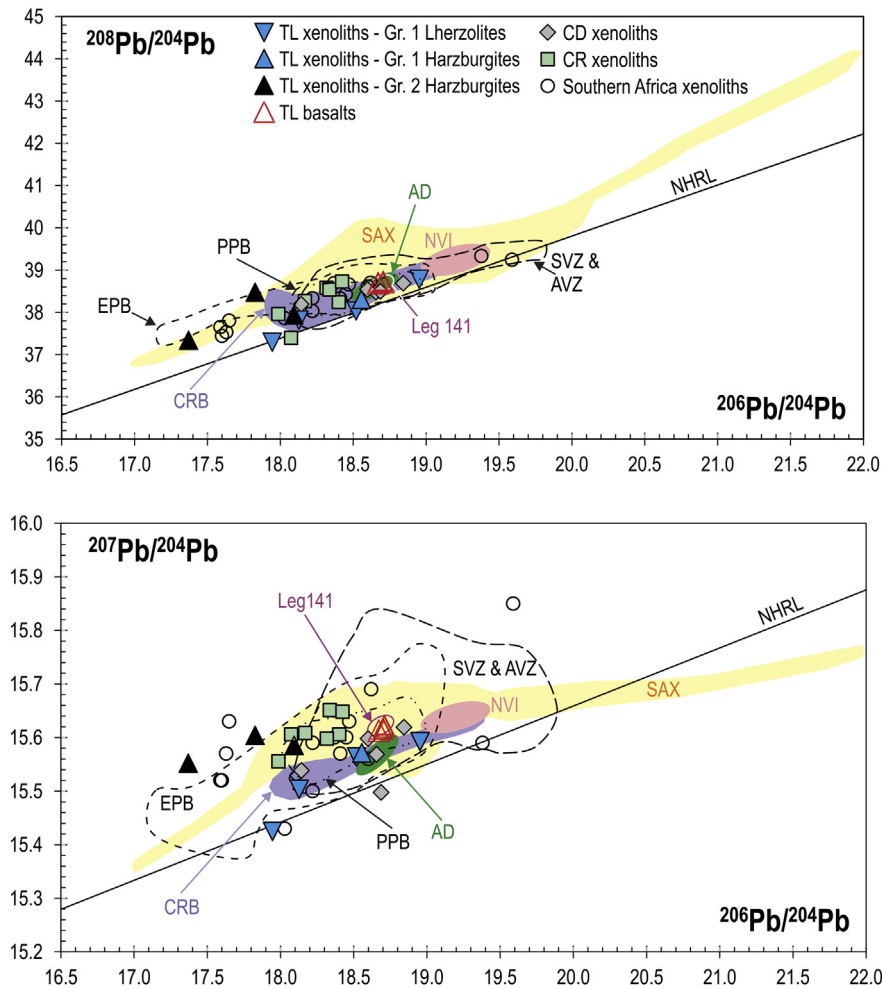 45
44
43
42
41
40
39
38
37
36
35
208Pb/204Pb
TL xenoliths - Gr. 1 Lherzolites
TL xenoliths - Gr. 1 Harzburgites
TL xenoliths - Gr. 2 Harzburgites
TL basalts
CD xenoliths
CR xenoliths
Southern Africa xenoliths
NHRL
AD
SAX
NVI
PPB
EPB
SVZ &
AVZ
Leg 141
CRB
206Pb/204Pb
16.5 17.0 17.5 18.0 18.5 19.0 19.5 20.0 20.5 21.0 21.5 22.0
16.0
15.9
15.8
15.7
15.6
15.5
15.4
15.3
15.2
207Pb/204Pb
Leg141
NHRL
SVZ & AVZ
SAX
NVI
EPB
PPB
AD
CRB
206Pb/204Pb
16.5 17.0 17.5 18.0 18.5 19.0 19.5 20.0 20.5 21.0 21.5 22.0